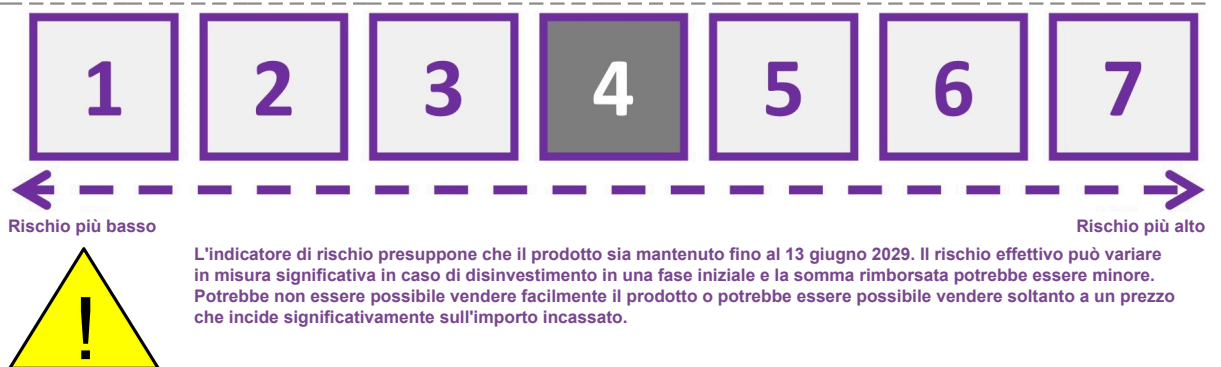 1 2 3 4 5 6 7
Rischio più basso Rischio più alto
L'indicatore di rischio presuppone che il prodotto sia mantenuto fino al 13 giugno 2029. Il rischio effettivo può variare
in misura significativa in caso di disinvestimento in una fase iniziale e la somma rimborsata potrebbe essere minore.
Potrebbe non essere possibile vendere facilmente il prodotto o potrebbe essere possibile vendere soltanto a un prezzo
che incide significativamente sull'importo incassato.
!